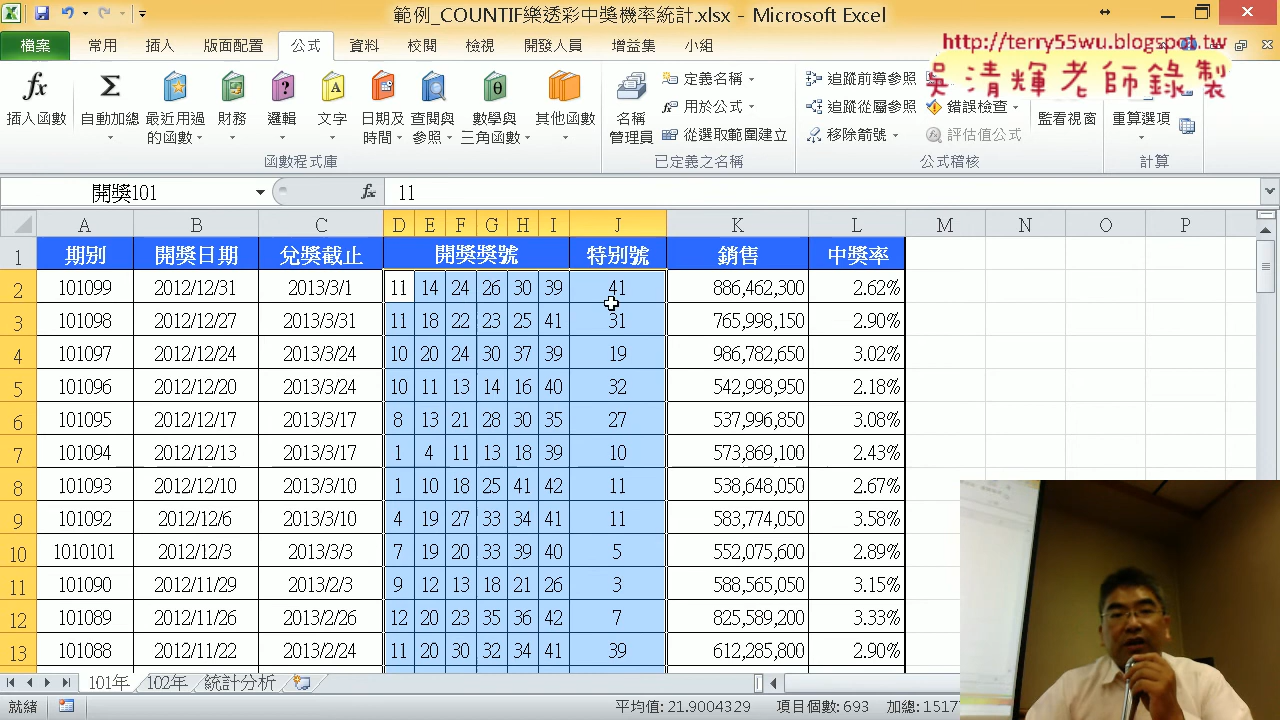 範例_COUNTIF樂透彩中獎機率統計.xlsx - Microsoft Excel
http://terry55wu.blogspot.tw
吳清輝老師錄製
檔案 常用 插入 版面配置 公式 資料 校閱 檢視 開發人員 增益集 小組
插入函數 自動加總 最近用過的函數 財務 邏輯 文字 日期及時間 查閱與參照 數學與三角函數 其他函數
函數程式庫
名稱管理員 定義名稱 用於公式 從選取範圍建立
已定義之名稱
追蹤前導參照 追蹤從屬參照 移除箭號 錯誤檢查 評估值公式 監看視窗
公式稽核
重算選項
計算
開獎101 fx 11
A B C D E F G H I J K L M N O P
1 期別 開獎日期 兌獎截止 開獎獎號 特別號 銷售 中獎率
2 101099 2012/12/31 2013/3/1 11 14 24 26 30 39 41 886,462,300 2.62%
3 101098 2012/12/27 2013/3/31 11 18 22 23 25 41 31 765,998,150 2.90%
4 101097 2012/12/24 2013/3/24 10 20 24 30 37 39 19 986,782,650 3.02%
5 101096 2012/12/20 2013/3/24 10 11 13 14 16 40 32 542,998,950 2.18%
6 101095 2012/12/17 2013/3/17 8 13 21 28 30 35 27 537,996,850 3.08%
7 101094 2012/12/13 2013/3/17 1 4 11 13 18 39 10 573,869,100 2.43%
8 101093 2012/12/10 2013/3/10 1 10 18 25 41 42 11 538,648,050 2.67%
9 101092 2012/12/6 2013/3/10 4 19 27 33 34 41 11 583,774,050 3.58%
10 1010101 2012/12/3 2013/3/3 7 19 20 33 39 40 5 552,075,600 2.89%
11 101090 2012/11/29 2013/2/3 9 12 13 18 21 26 3 588,565,050 3.15%
12 101089 2012/11/26 2013/2/26 12 20 23 35 36 42 7 825,589,200 3.33%
13 101088 2012/11/22 2013/2/24 11 20 30 32 34 41 39 612,285,800 2.90%
101年 102年 統計分析
就緒 平均值: 21.9004329 項目個數: 693 加總: 1517